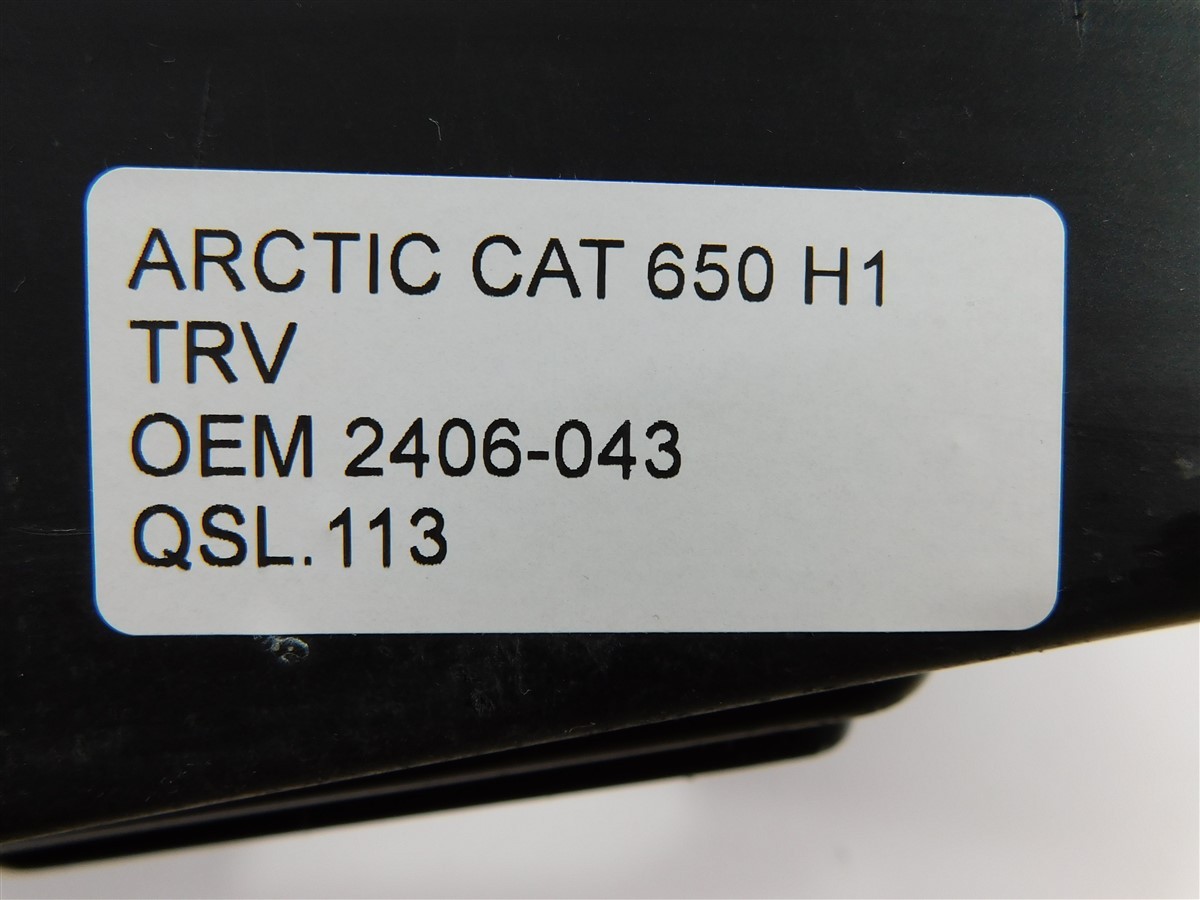 ARCTIC CAT 650 H1
TRV
OEM 2406-043
QSL.113